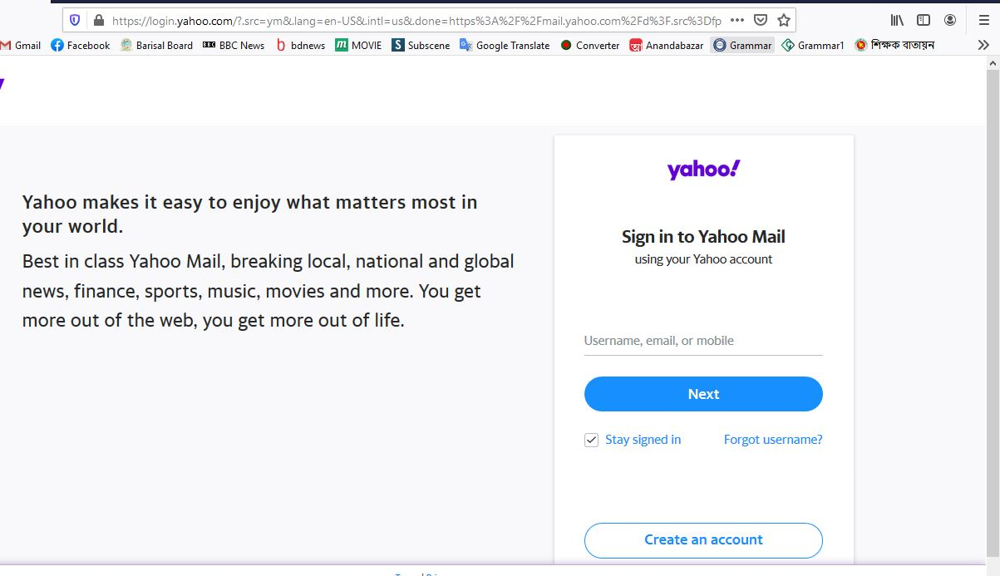 https://login.yahoo.com/?.src=ym&.lang=en-US&.intl=us&.done=https%3A%2F%2Fmail.yahoo.com%2Fd%3F.src%3Dfp
Gmail Facebook Barisal Board BBC NEWS BBC News bdnews MOVIE Subscene Google Translate Converter Anandabazar Grammar Grammar1 শিক্ষক বাতায়ন
yahoo!
Yahoo makes it easy to enjoy what matters most in
your world.
Best in class Yahoo Mail, breaking local, national and global
news, finance, sports, music, movies and more. You get
more out of the web, you get more out of life.
Sign in to Yahoo Mail
using your Yahoo account
Username, email, or mobile
Next
Stay signed in Forgot username?
Create an account